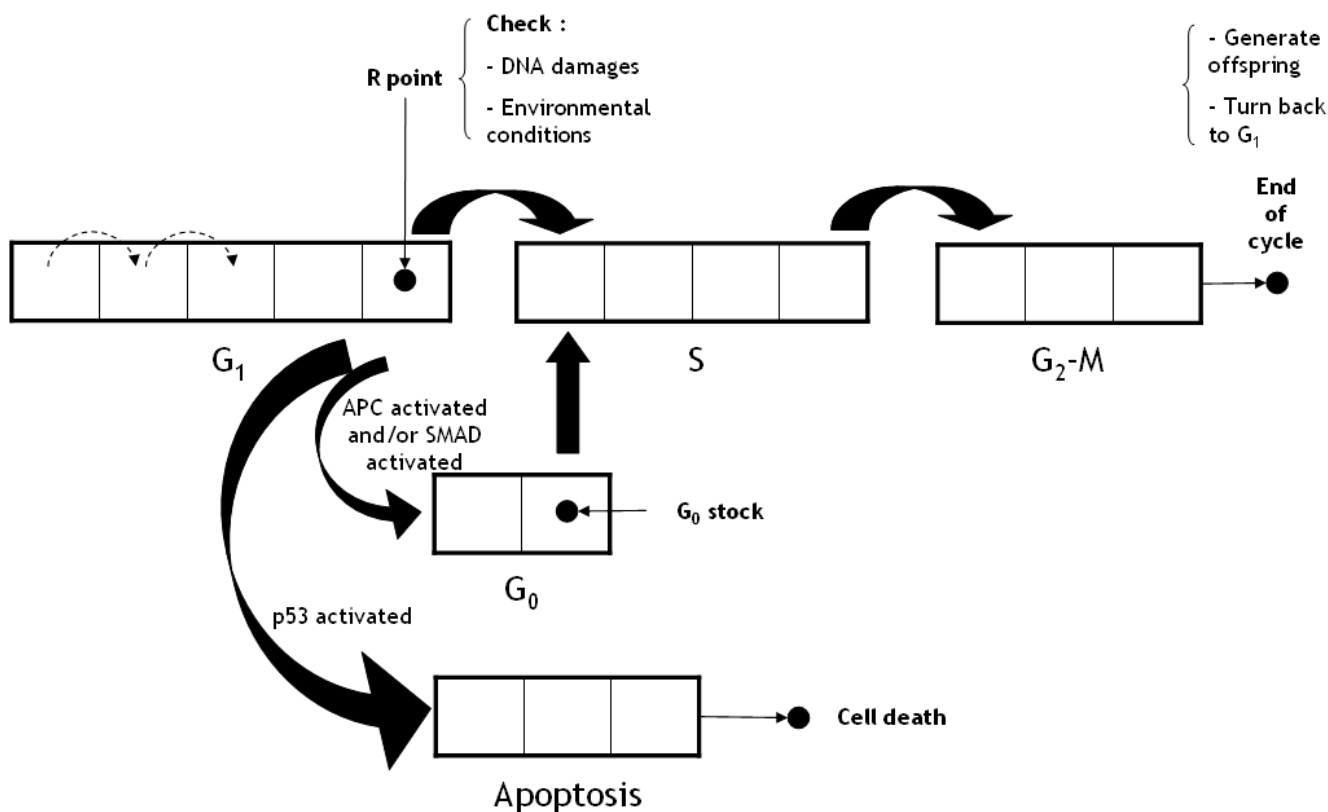 Check :
R point
- DNA damages
- Environmental
conditions
- Generate
offspring
- Turn back
to G₁
End
of
cycle
G₁
S
G₂-M
APC activated
and/or SMAD
activated
G₀ stock
G₀
p53 activated
Cell death
Apoptosis